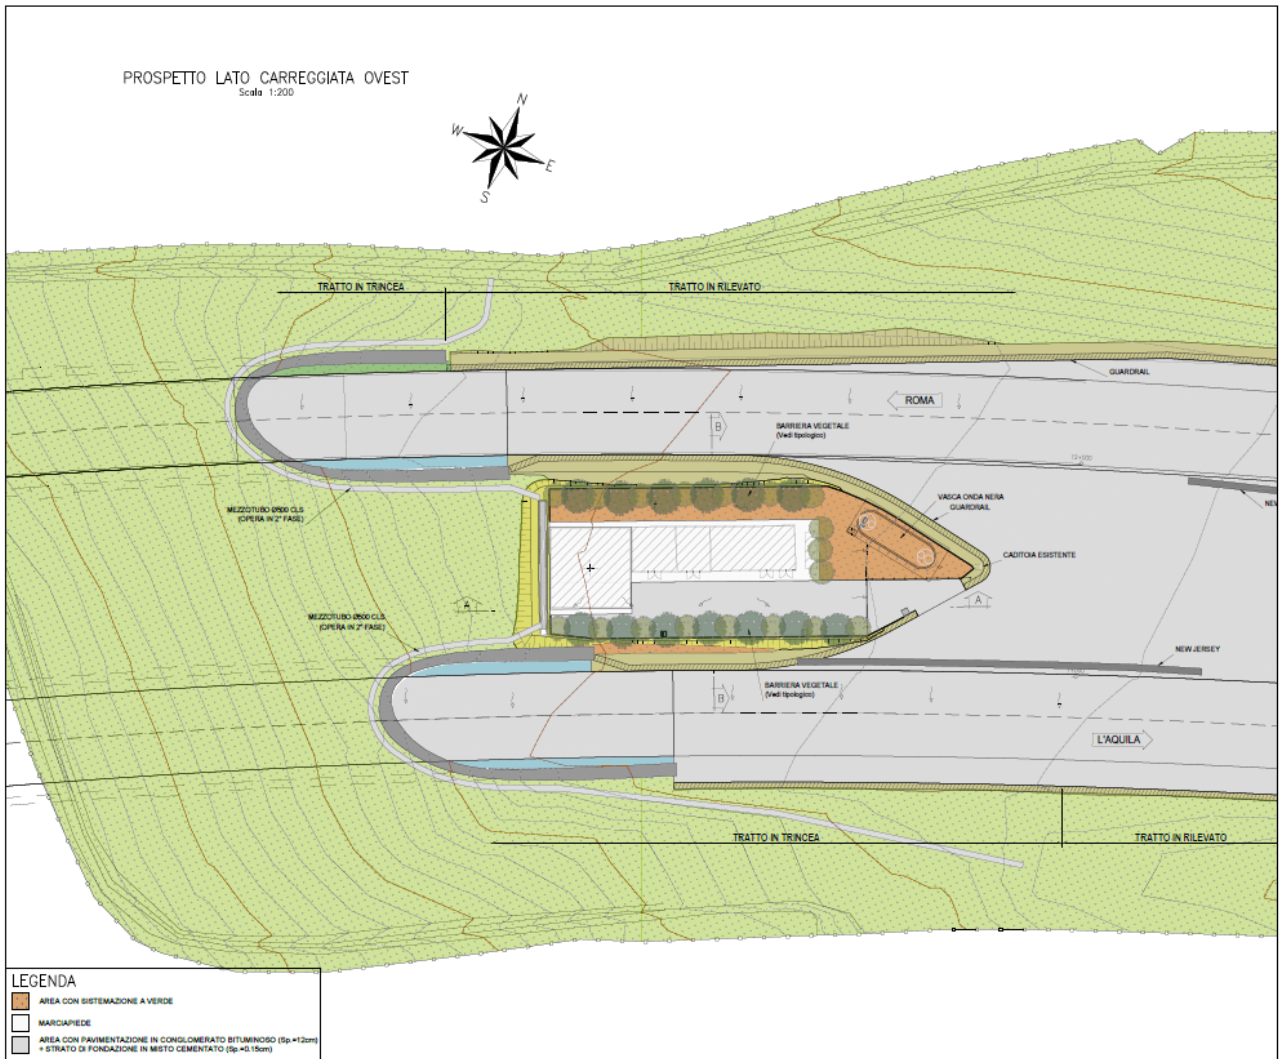 PROSPETTO LATO CARREGGIATA OVEST
Scala 1:200
N
W
E
S
TRATTO IN TRINCEA
TRATTO IN RILEVATO
GUARDRAIL
ROMA
B
BARRIERA VEGETALE
(Vedi tipologico)
VASCA ONDA NERA
GUARDRAIL
MEZZOTUBO Ø500 CLS
(OPERA IN 2° FASE)
CADITOIA ESISTENTE
A
A
MEZZOTUBO Ø500 CLS
(OPERA IN 2° FASE)
NEW JERSEY
BARRIERA VEGETALE
(Vedi tipologico)
B
L'AQUILA
TRATTO IN TRINCEA
TRATTO IN RILEVATO
LEGENDA
AREA CON SISTEMAZIONE A VERDE
MARCIAPIEDE
AREA CON PAVIMENTAZIONE IN CONGLOMERATO BITUMINOSO (Sp.=12cm)
+ STRATO DI FONDAZIONE IN MISTO CEMENTATO (Sp.=0.15cm)